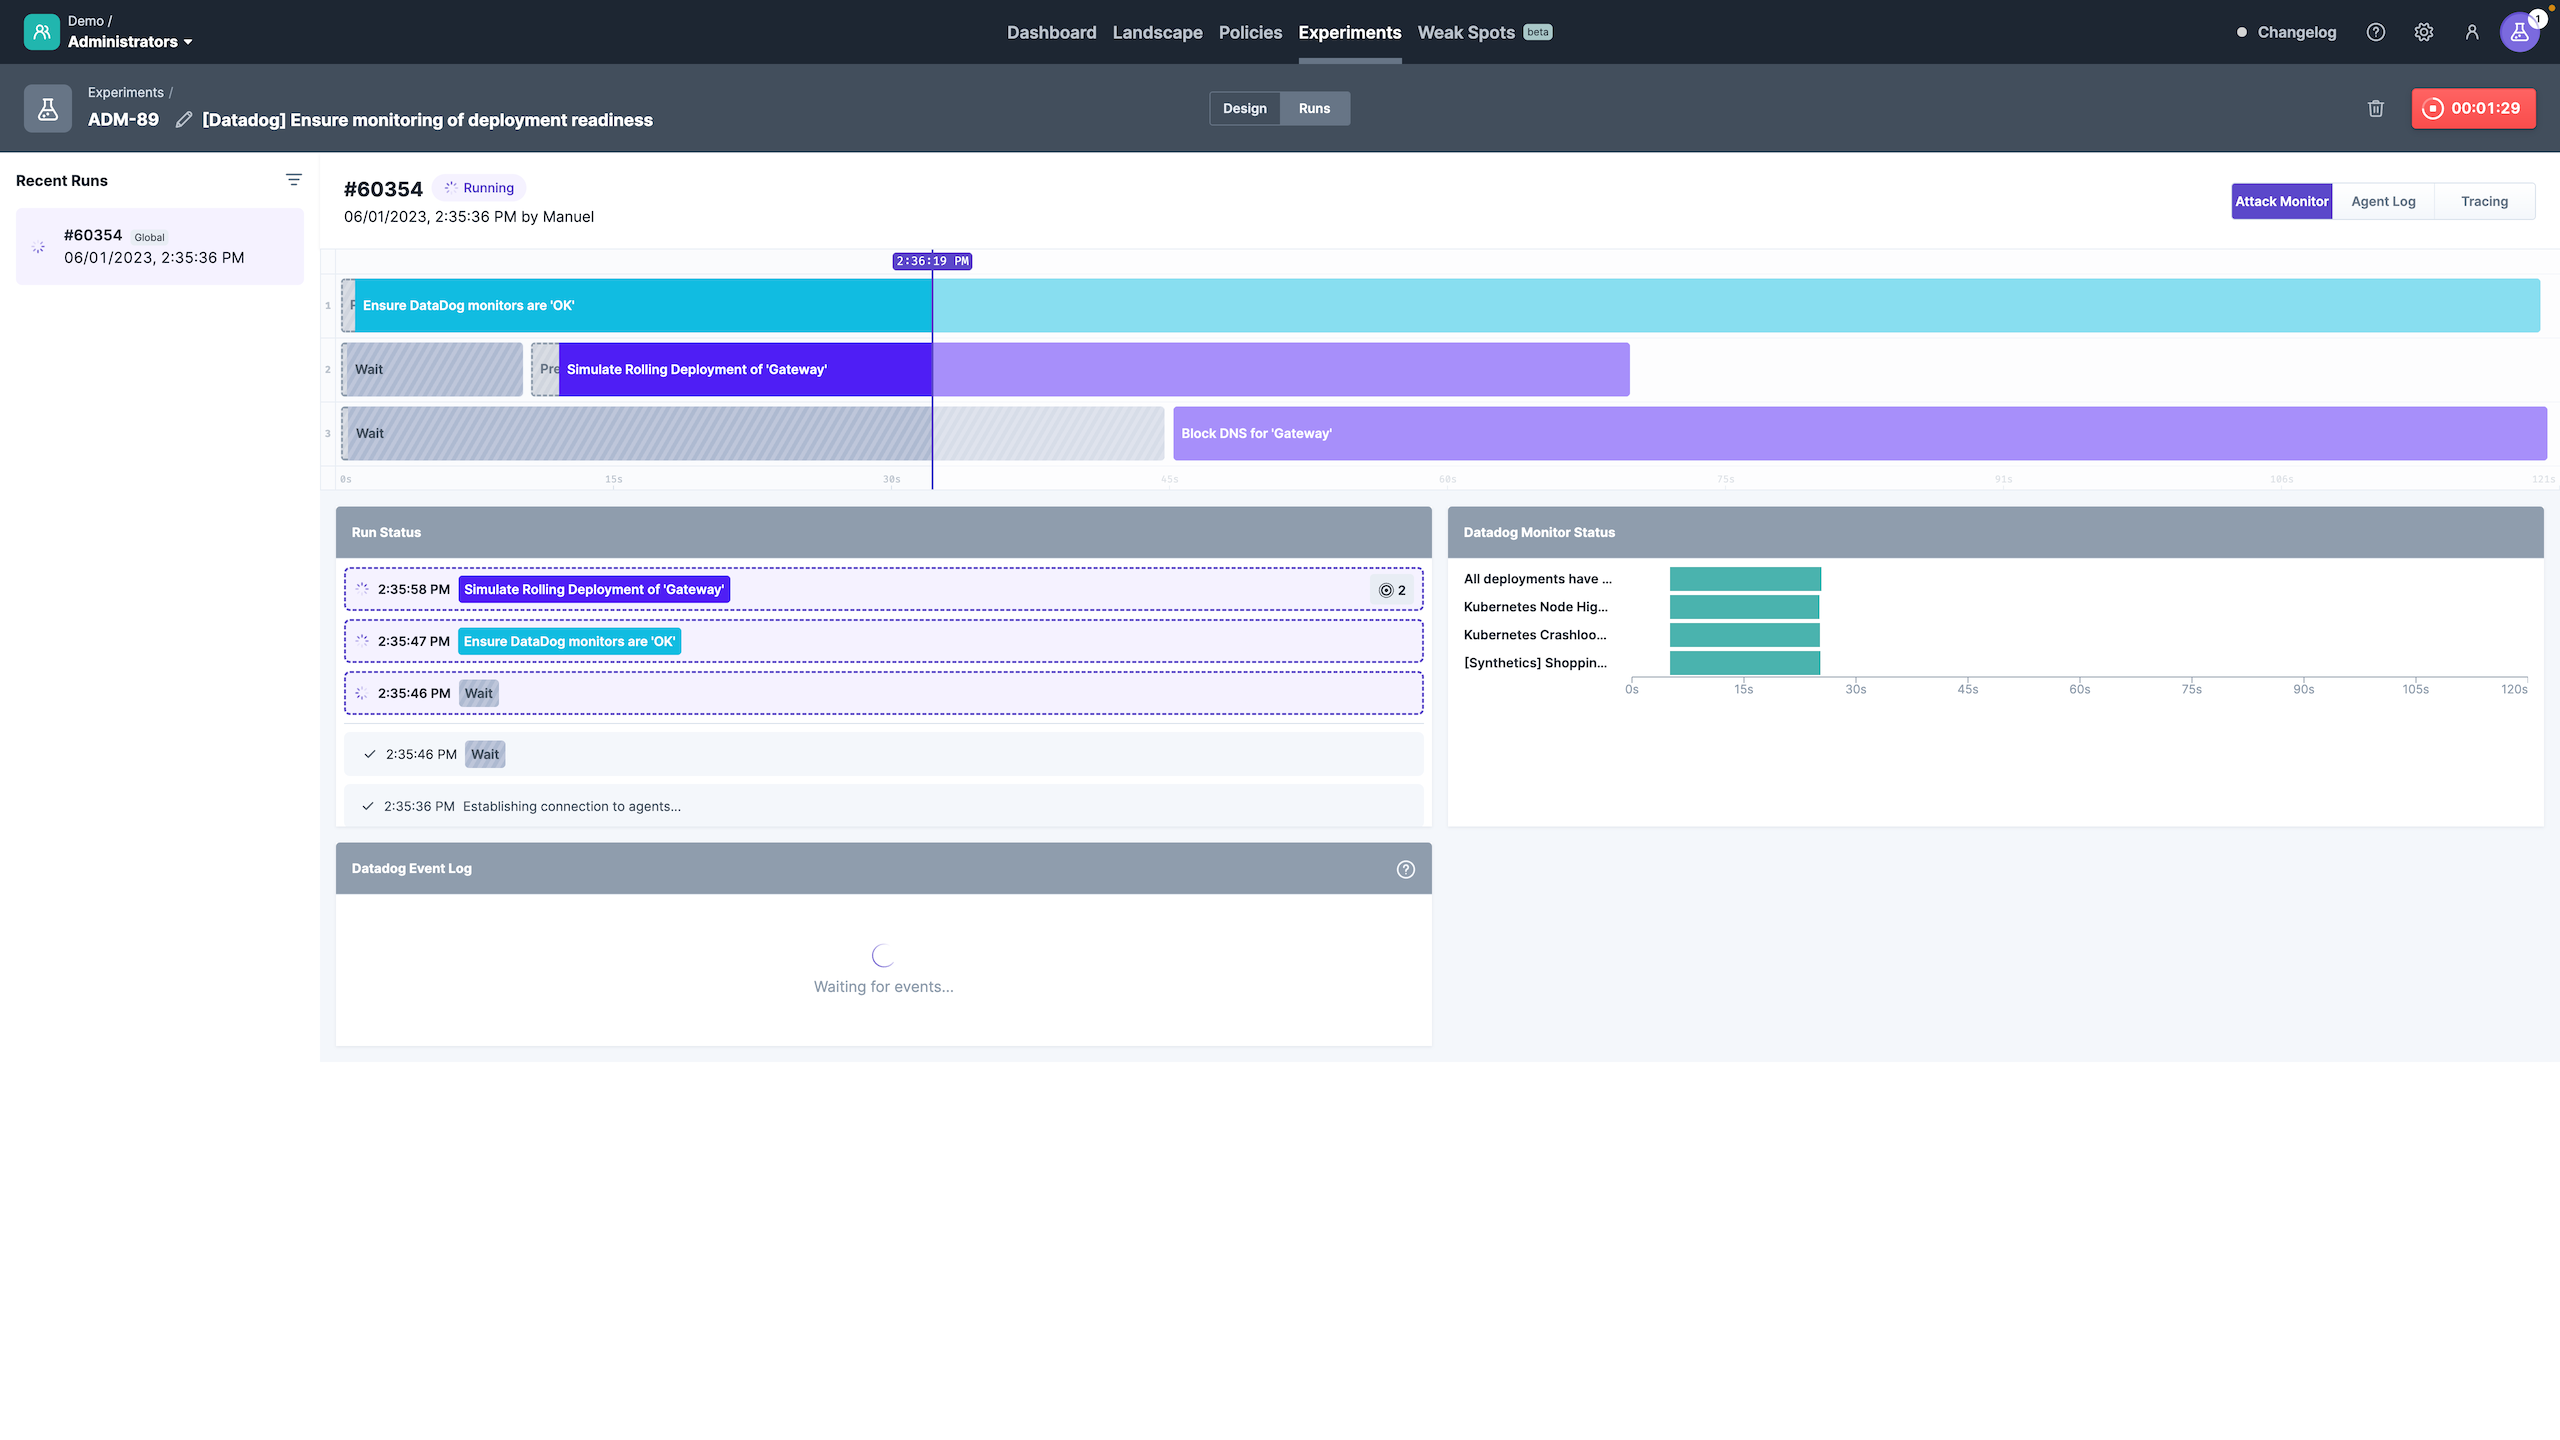 Demo /
Administrators
Dashboard Landscape Policies Experiments Weak Spots beta
Changelog
1
Experiments /
ADM-89 [Datadog] Ensure monitoring of deployment readiness
Design Runs
00:01:29
Recent Runs
#60354 Global
06/01/2023, 2:35:36 PM
#60354 Running
06/01/2023, 2:35:36 PM by Manuel
Attack Monitor Agent Log Tracing
2:36:19 PM
1 Ensure DataDog monitors are 'OK'
2 Wait Pre Simulate Rolling Deployment of 'Gateway'
3 Wait Block DNS for 'Gateway'
0s 15s 30s 45s 60s 75s 91s 106s 121s
Run Status
2:35:58 PM Simulate Rolling Deployment of 'Gateway' 2
2:35:47 PM Ensure DataDog monitors are 'OK'
2:35:46 PM Wait
2:35:46 PM Wait
2:35:36 PM Establishing connection to agents...
Datadog Monitor Status
All deployments have ...
Kubernetes Node Hig...
Kubernetes Crashloo...
[Synthetics] Shoppin...
0s 15s 30s 45s 60s 75s 90s 105s 120s
Datadog Event Log
Waiting for events...